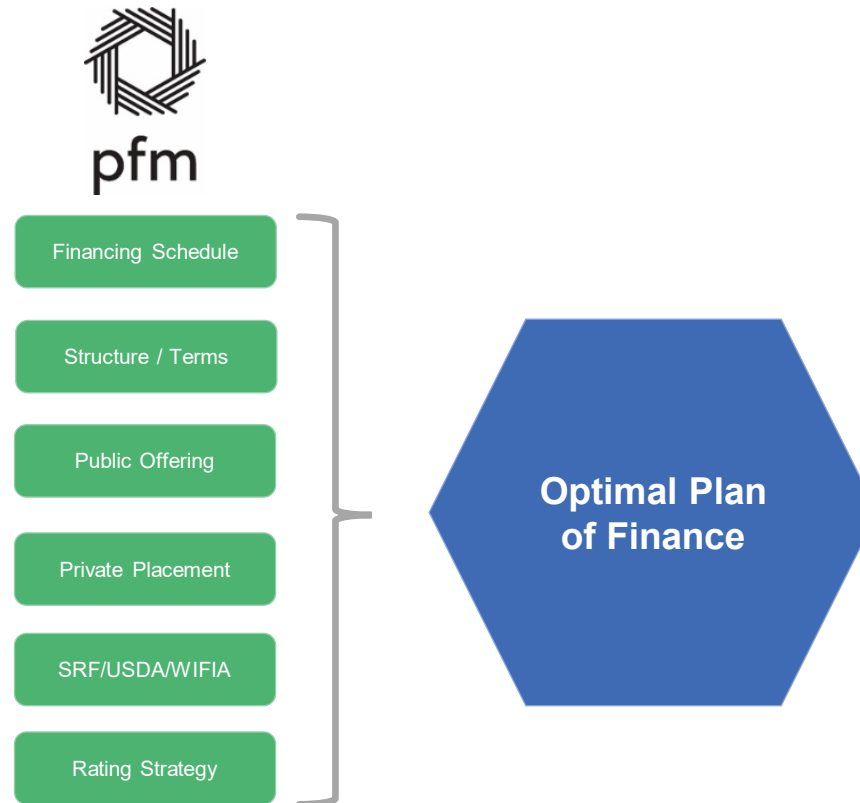 pfm
Financing Schedule
Structure / Terms
Public Offering
Private Placement
SRF/USDA/WIFIA
Rating Strategy
Optimal Plan
of Finance